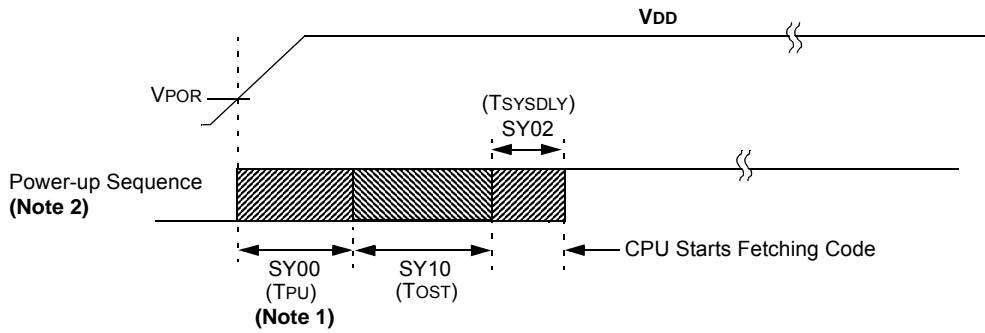 VDD
VPOR
(TSYSDLY)
SY02
Power-up Sequence
(Note 2)
CPU Starts Fetching Code
SY00
(TPU)
(Note 1)
SY10
(TOST)